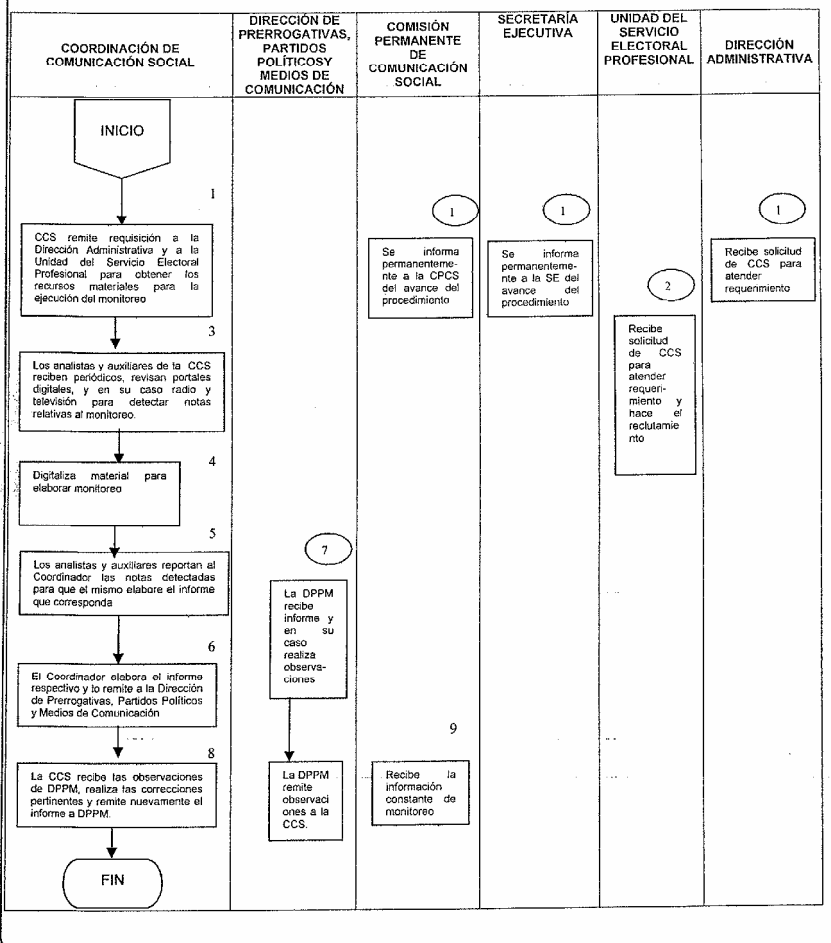 COORDINACIÓN DE
COMUNICACIÓN SOCIAL
DIRECCIÓN DE
PRERROGATIVAS,
PARTIDOS
POLÍTICOSY
MEDIOS DE
COMUNICACIÓN
COMISIÓN
PERMANENTE
DE
COMUNICACIÓN
SOCIAL
SECRETARÍA
EJECUTIVA
UNIDAD DEL
SERVICIO
ELECTORAL
PROFESIONAL
DIRECCIÓN
ADMINISTRATIVA
INICIO
1
CCS remite requisición a la
Dirección Administrativa y a la
Unidad del Servicio Electoral
Profesional para obtener los
recursos materiales para la
ejecución del monitoreo
1
Se informa
permanenteme-
nte a la CPCS
del avance del
procedimiento
1
Se informa
permanenteme-
nte a la SE del
avance del
procedimiento
1
Recibe solicitud
de CCS para
atender
requerimiento
2
Recibe
solicitud
de CCS
para
atender
requeri-
miento y
hace el
reclutamie
nto
3
Los analistas y auxiliares de la CCS
reciben periódicos, revisan portales
digitales, y en su caso radio y
televisión para detectar notas
relativas al monitoreo.
4
Digitaliza material para
elaborar monitoreo
5
Los analistas y auxiliares reportan al
Coordinador las notas detectadas
para que el mismo elabore el informe
que corresponda
7
La DPPM
recibe
informe y
en su
caso
realiza
observa-
ciones
6
El Coordinador elabora el informe
respectivo y lo remite a la Dirección
de Prerrogativas, Partidos Políticos
y Medios de Comunicación
8
La CCS recibe las observaciones
de DPPM, realiza las correcciones
pertinentes y remite nuevamente el
informe a DPPM.
La DPPM
remite
observaci
ones a la
CCS.
9
Recibe la
información
constante de
monitoreo
FIN